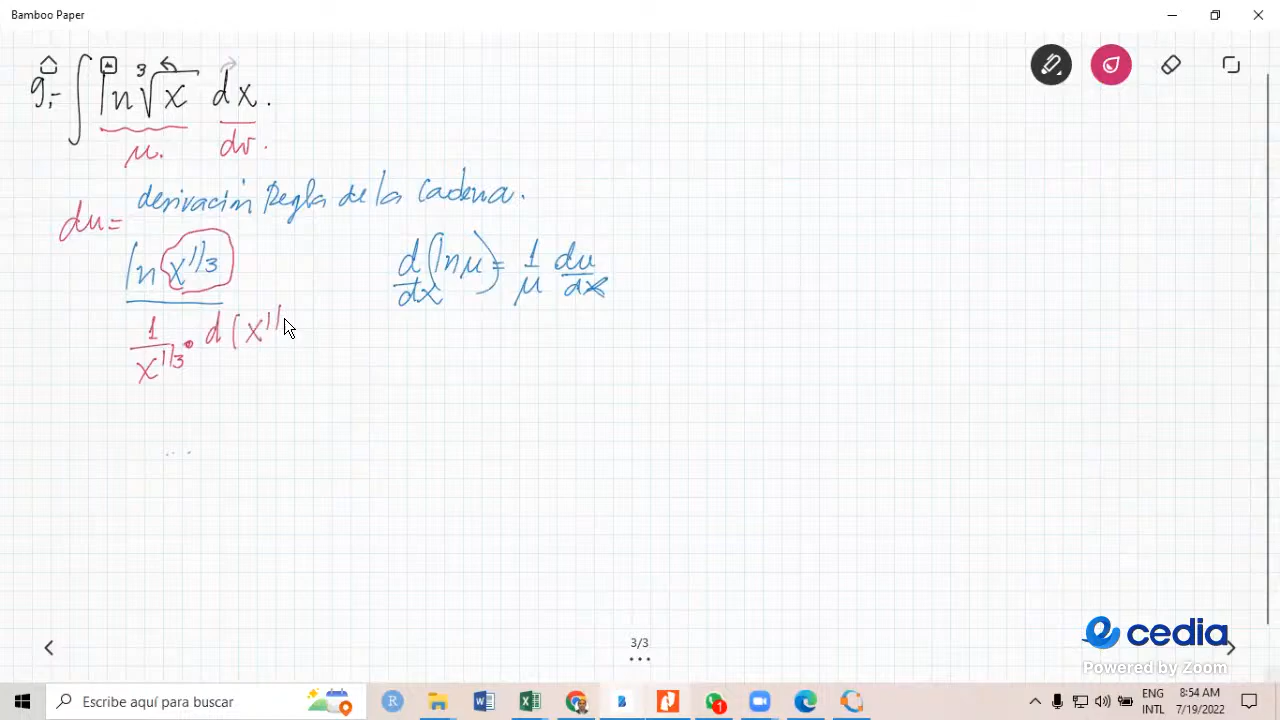 Bamboo Paper
9.- ∫ ln ∛x dx.
μ. dv.
derivación Regla de la Cadena.
du=
ln x^1/3
d/dx (ln μ) = 1/μ du/dx
1/x^1/3 • d (x^1/
3/3
cedia
Powered by Zoom
Escribe aquí para buscar
1
ENG
INTL
8:54 AM
7/19/2022